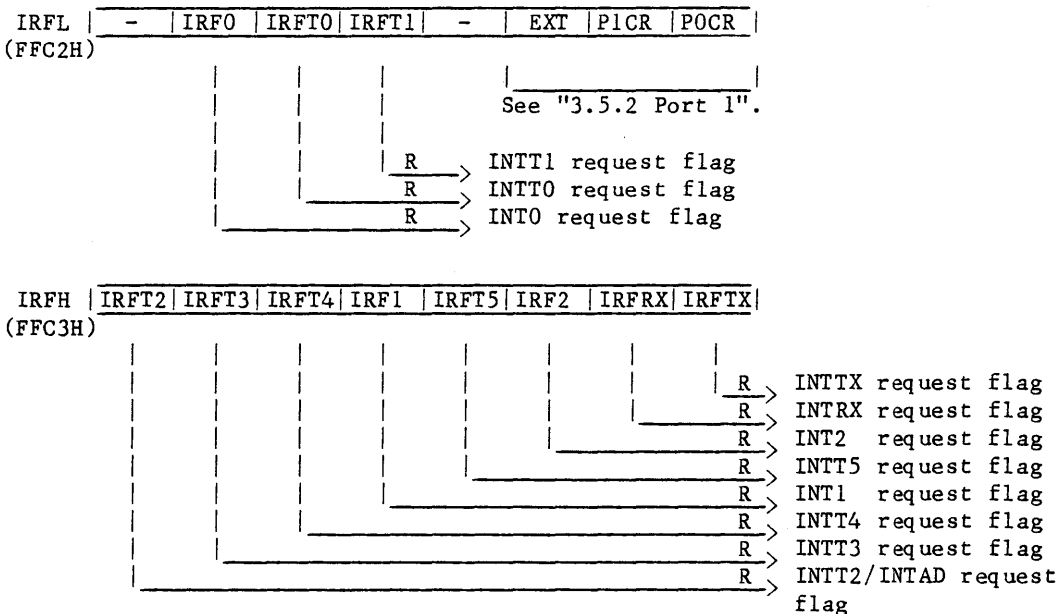 IRFL | - | IRF0 | IRFT0 | IRFT1 | - | EXT | P1CR | P0CR |
(FFC2H)
See "3.5.2 Port 1".
R INTT1 request flag
R INTT0 request flag
R INT0 request flag
IRFH | IRFT2 | IRFT3 | IRFT4 | IRF1 | IRFT5 | IRF2 | IRFRX | IRFTX |
(FFC3H)
R INTTX request flag
R INTRX request flag
R INT2 request flag
R INTT5 request flag
R INT1 request flag
R INTT4 request flag
R INTT3 request flag
R INTT2/INTAD request
flag